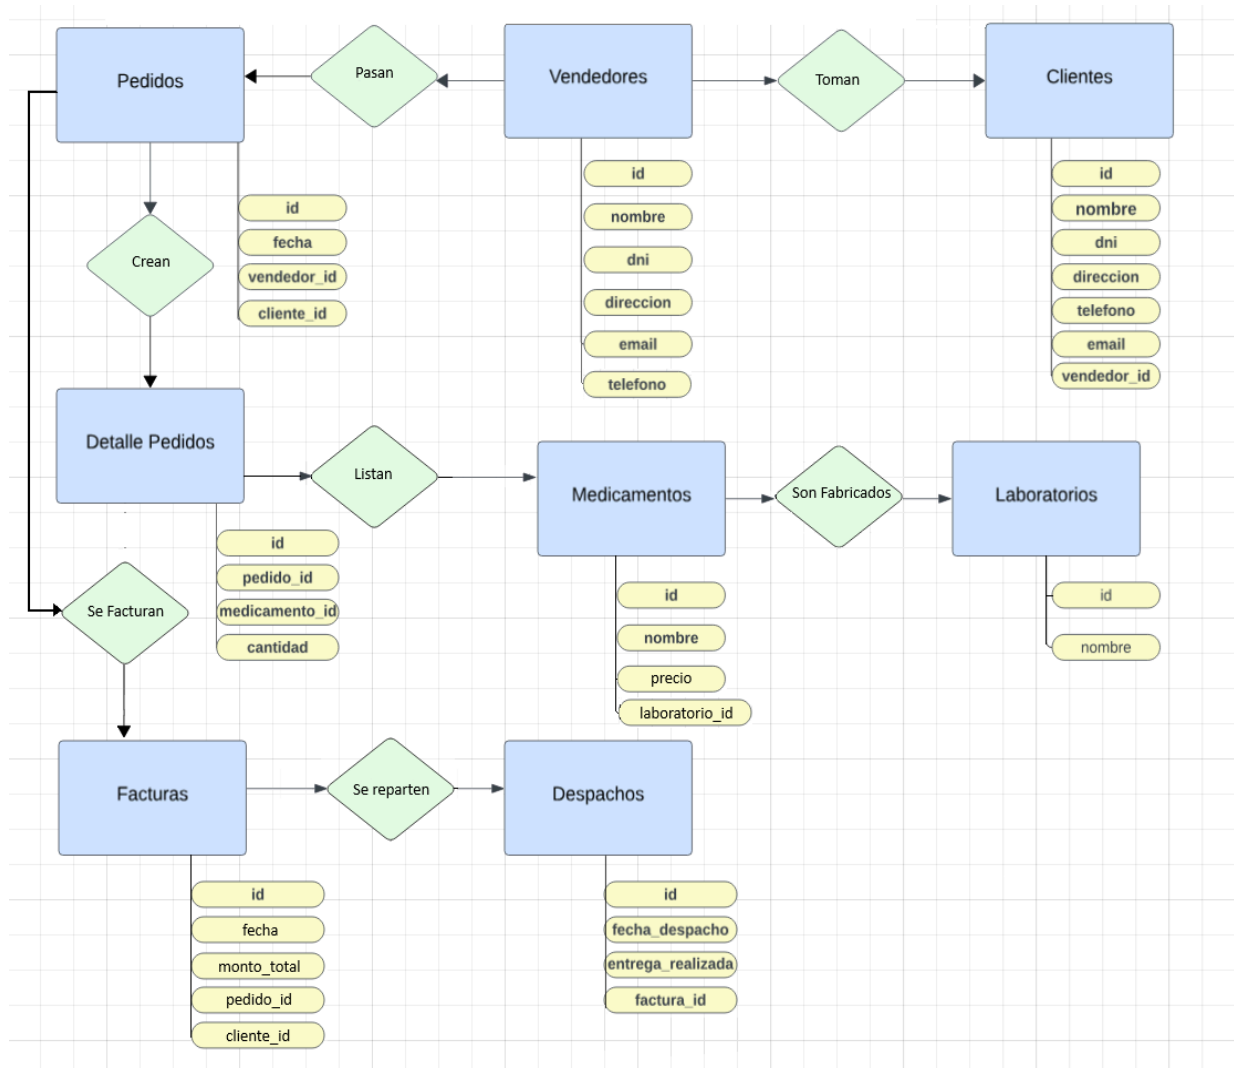 Pedidos
Pasan
Vendedores
Toman
Clientes
id
fecha
vendedor_id
cliente_id
id
nombre
dni
direccion
email
telefono
id
nombre
dni
direccion
telefono
email
vendedor_id
Crean
Detalle Pedidos
Listan
Medicamentos
Son Fabricados
Laboratorios
id
pedido_id
medicamento_id
cantidad
id
nombre
precio
laboratorio_id
id
nombre
Se Facturan
Facturas
Se reparten
Despachos
id
fecha
monto_total
pedido_id
cliente_id
id
fecha_despacho
entrega_realizada
factura_id